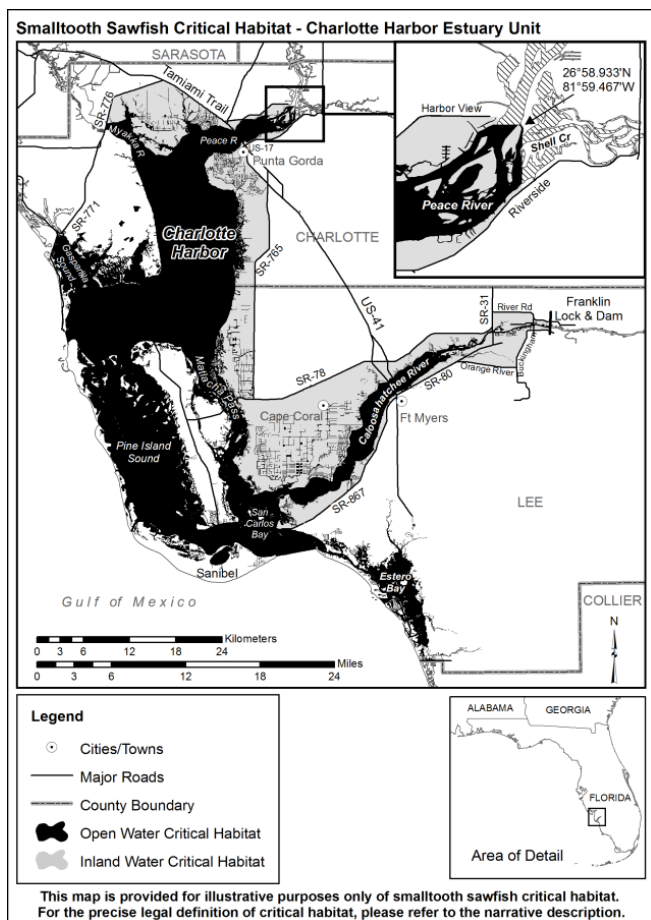 Smalltooth Sawfish Critical Habitat - Charlotte Harbor Estuary Unit
SARASOTA
Tamiami Trail
SR-776
Myakka R
Peace R
US-17
Punta Gorda
26°58.933'N
81°59.467'W
Harbor View
Shell Cr
Peace River
Riverside
SR-771
Charlotte
Harbor
CHARLOTTE
SR-765
Gasparilla
Sound
US-41
SR-31
River Rd
Franklin
Lock & Dam
Buckingham
Orange River
SR-80
SR-78
Matlacha Pass
Cape Coral
Caloosahatchee River
Ft Myers
Pine Island
Sound
SR-867
San
Carlos
Bay
LEE
Sanibel
Estero
Bay
Gulf of Mexico
COLLIER
N
Kilometers
0 3 6 12 18 24
Miles
0 3 6 12 18 24
Legend
Cities/Towns
Major Roads
County Boundary
Open Water Critical Habitat
Inland Water Critical Habitat
ALABAMA
GEORGIA
FLORIDA
Area of Detail
This map is provided for illustrative purposes only of smalltooth sawfish critical habitat.
For the precise legal definition of critical habitat, please refer to the narrative description.